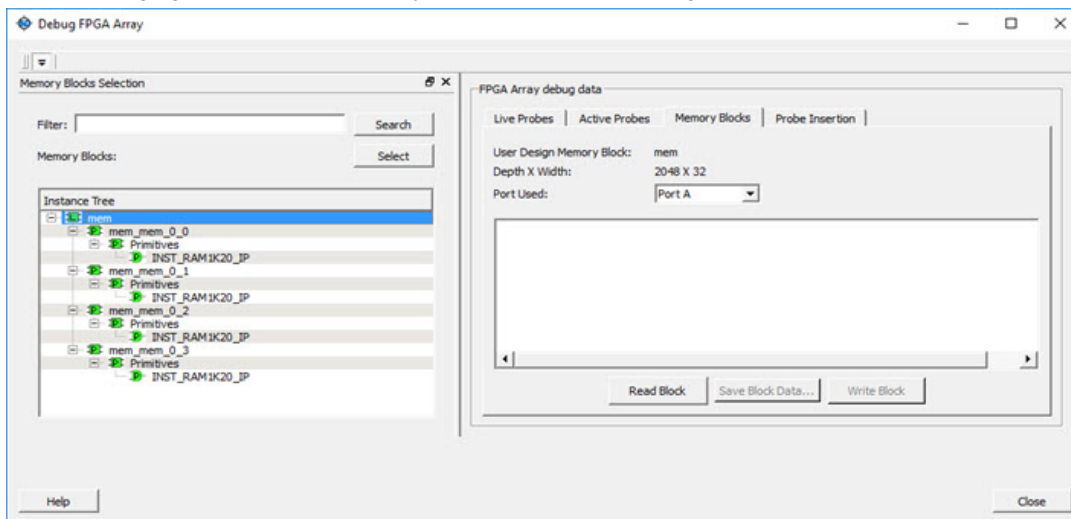 Debug FPGA Array
Memory Blocks Selection
Filter:
Search
Memory Blocks:
Select
Instance Tree
mem
mem_mem_0_0
Primitives
INST_RAM1K20_IP
mem_mem_0_1
Primitives
INST_RAM1K20_IP
mem_mem_0_2
Primitives
INST_RAM1K20_IP
mem_mem_0_3
Primitives
INST_RAM1K20_IP
FPGA Array debug data
Live Probes
Active Probes
Memory Blocks
Probe Insertion
User Design Memory Block: mem
Depth X Width: 2048 X 32
Port Used: Port A
Read Block
Save Block Data...
Write Block
Help
Close